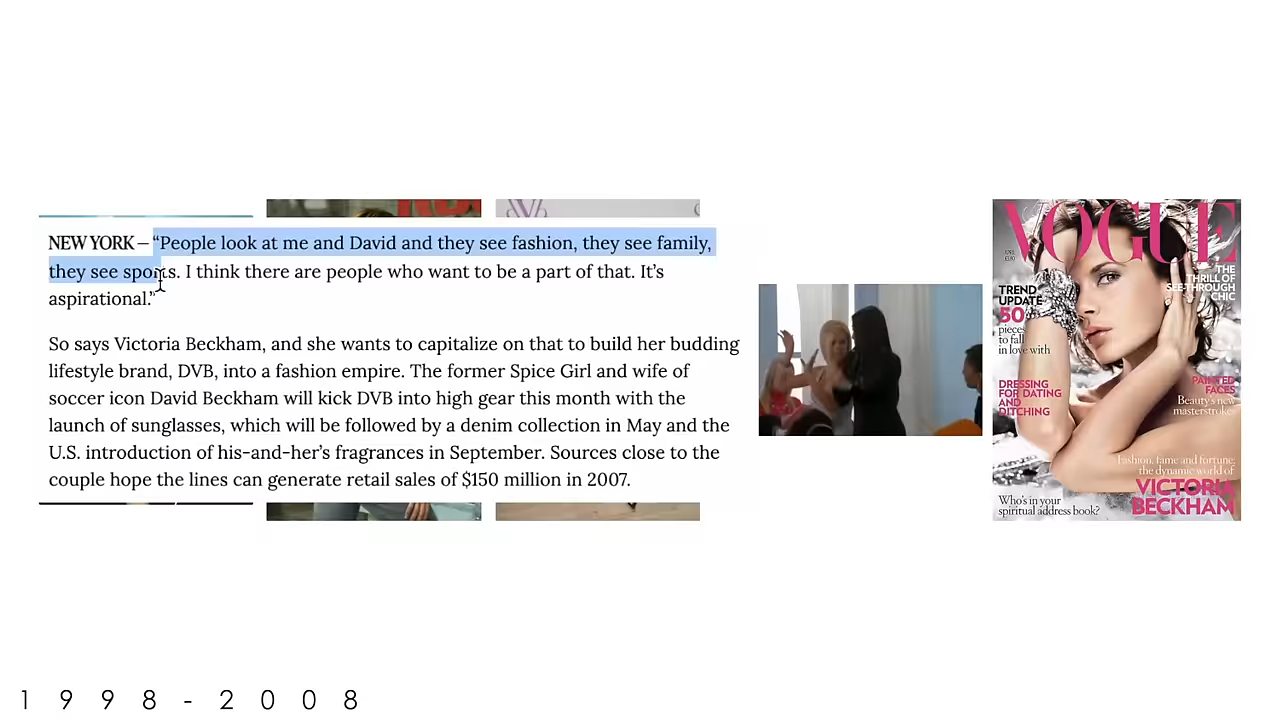 NEW YORK — “People look at me and David and they see fashion, they see family,
they see sports. I think there are people who want to be a part of that. It’s
aspirational.”
So says Victoria Beckham, and she wants to capitalize on that to build her budding
lifestyle brand, DVB, into a fashion empire. The former Spice Girl and wife of
soccer icon David Beckham will kick DVB into high gear this month with the
launch of sunglasses, which will be followed by a denim collection in May and the
U.S. introduction of his-and-her’s fragrances in September. Sources close to the
couple hope the lines can generate retail sales of $150 million in 2007.
VOGUE
THE
THRILL OF
SEE-THROUGH
CHIC
TREND
UPDATE
50
pieces
to fall
in love with
DRESSING
FOR DATING
AND
DITCHING
PAINTED
FACES
Beauty's new
masterstroke
Fashion, fame and fortune:
the dynamic world of
VICTORIA
BECKHAM
Who's in your
spiritual address book?
1998-2008